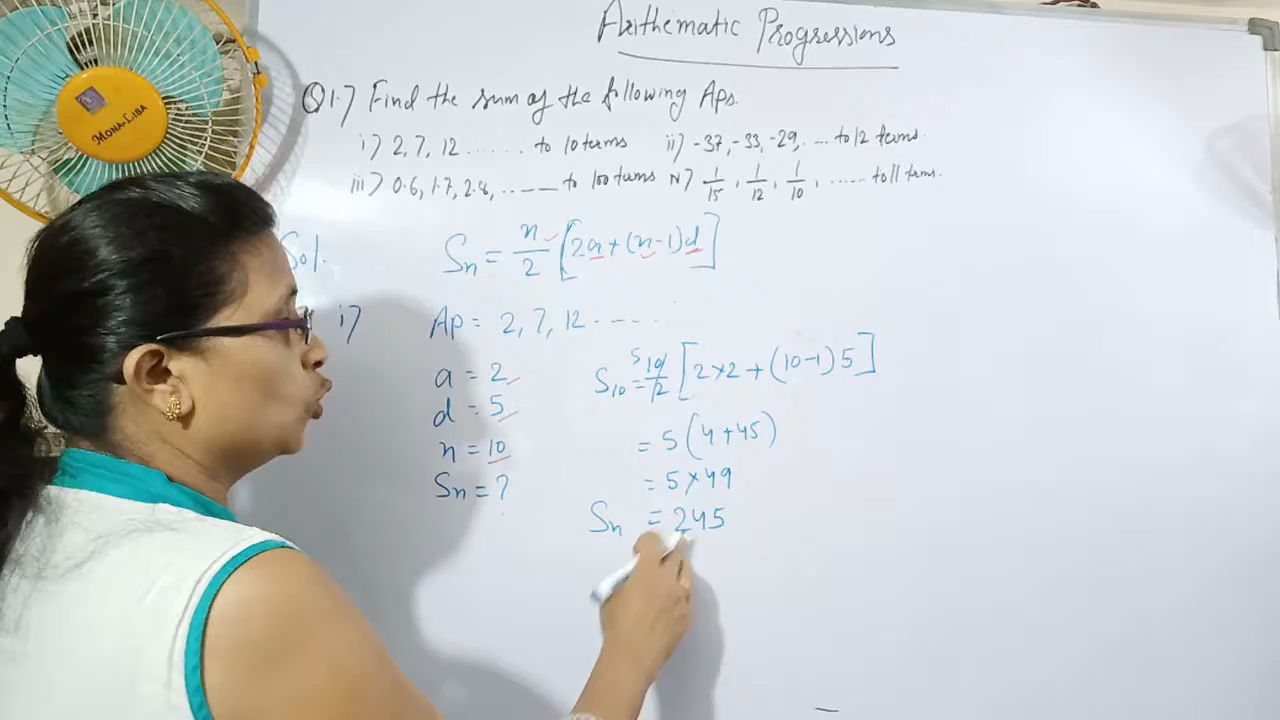 Arithematic Progressions
Q1.7 Find the sum of the following Aps.
i) 2, 7, 12 ...... to 10 terms ii) -37, -33, -29, .... to 12 terms.
iii) 0.6, 1.7, 2.8, ...... to 100 terms iv) 1/15, 1/12, 1/10, ...... to 11 terms.
Sol. Sn = n/2 [2a + (n-1)d]
i) Ap = 2, 7, 12 ......
a = 2
d = 5
n = 10
Sn = ?
S10 = 10/2 5 [2×2 + (10-1) 5]
= 5 (4+45)
= 5×49
Sn = 245
MONA-LISA